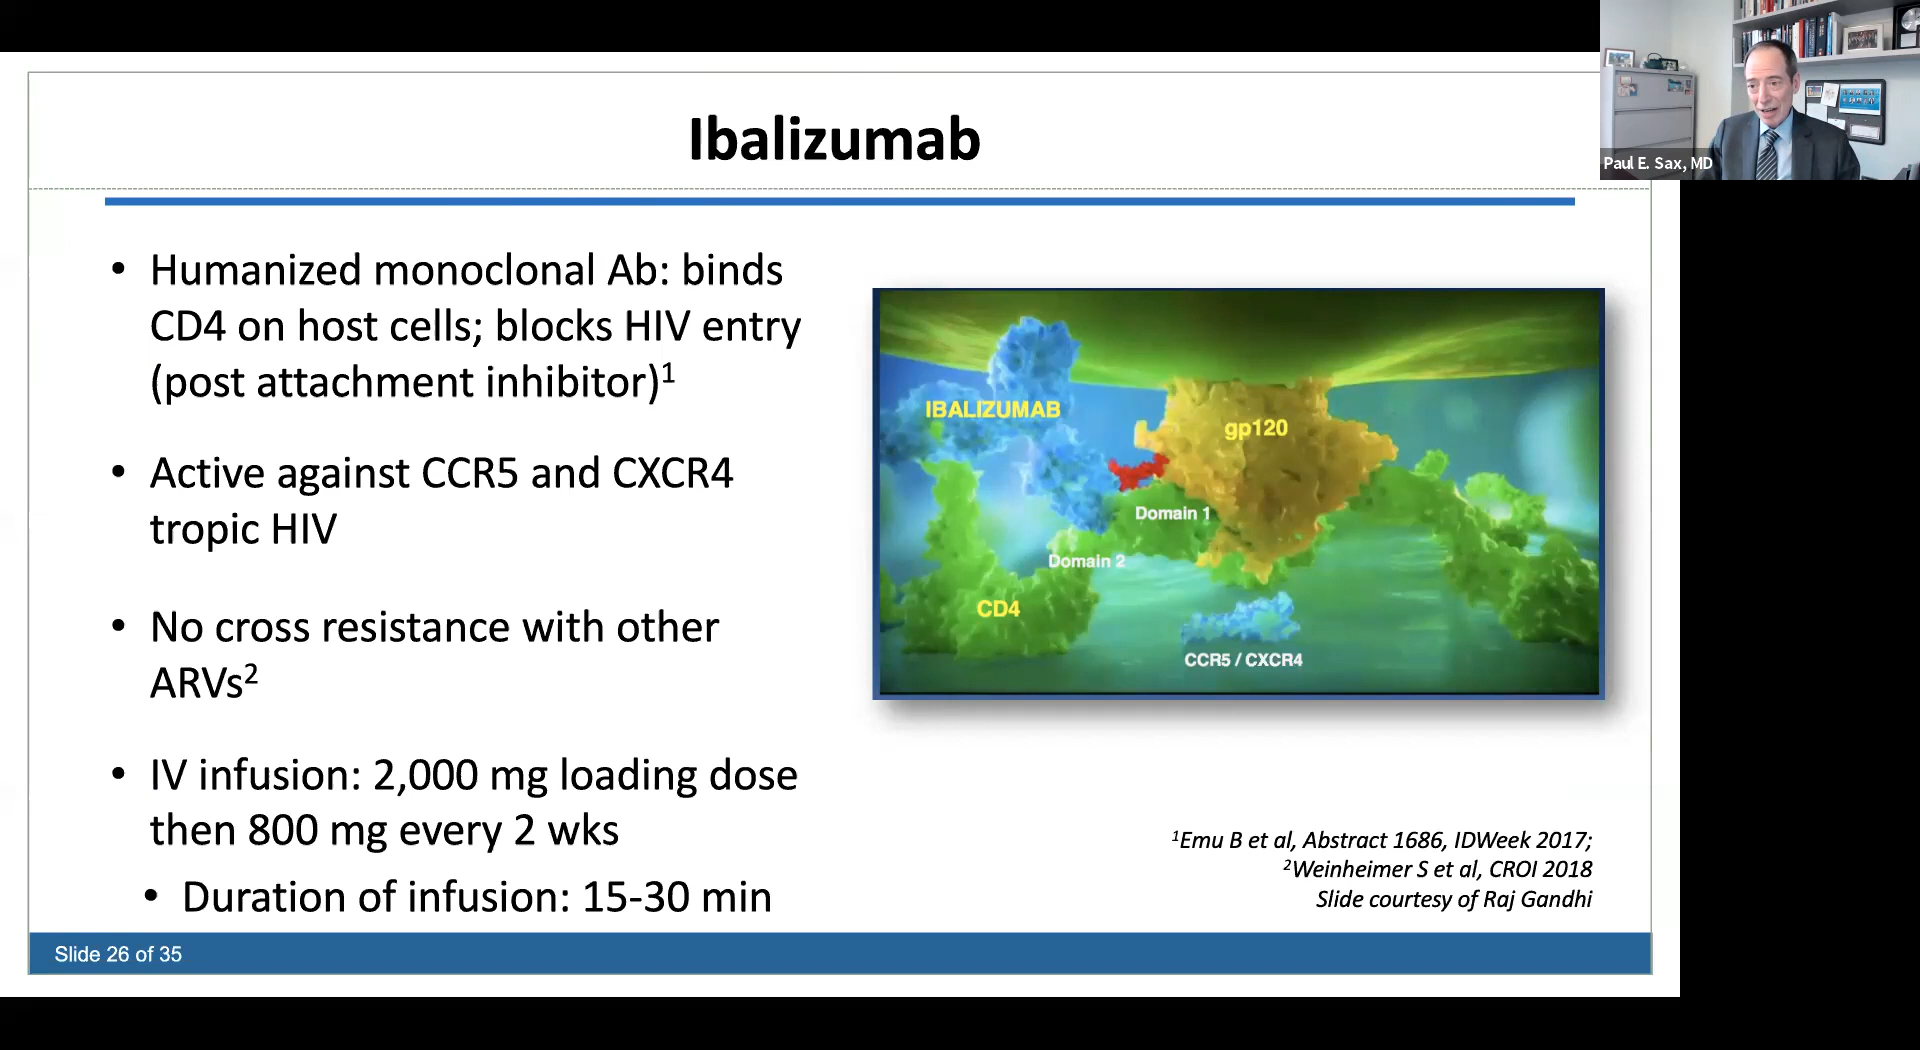 Ibalizumab
Paul E. Sax, MD
• Humanized monoclonal Ab: binds
CD4 on host cells; blocks HIV entry
(post attachment inhibitor)¹
• Active against CCR5 and CXCR4
tropic HIV
• No cross resistance with other
ARVs²
• IV infusion: 2,000 mg loading dose
then 800 mg every 2 wks
• Duration of infusion: 15-30 min
IBALIZUMAB
gp120
Domain 1
Domain 2
CD4
CCR5 / CXCR4
¹Emu B et al, Abstract 1686, IDWeek 2017;
²Weinheimer S et al, CROI 2018
Slide courtesy of Raj Gandhi
Slide 26 of 35